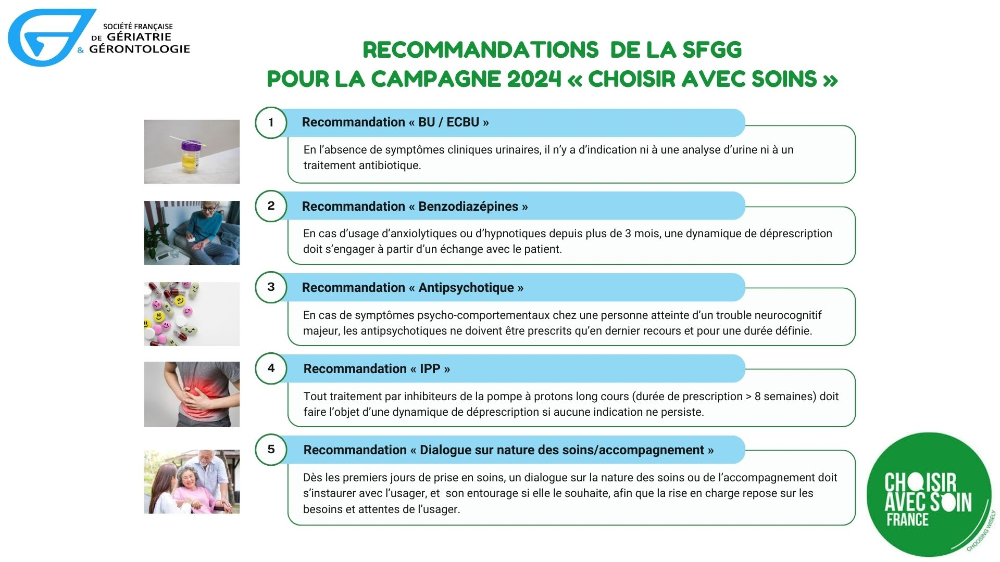 SOCIÉTÉ FRANÇAISE
DE GÉRIATRIE
& GÉRONTOLOGIE
RECOMMANDATIONS DE LA SFGG
POUR LA CAMPAGNE 2024 « CHOISIR AVEC SOINS »
1
Recommandation « BU / ECBU »
En l’absence de symptômes cliniques urinaires, il n’y a d’indication ni à une analyse d’urine ni à un
traitement antibiotique.
2
Recommandation « Benzodiazépines »
En cas d’usage d’anxiolytiques ou d’hypnotiques depuis plus de 3 mois, une dynamique de déprescription
doit s’engager à partir d’un échange avec le patient.
3
Recommandation « Antipsychotique »
En cas de symptômes psycho-comportementaux chez une personne atteinte d’un trouble neurocognitif
majeur, les antipsychotiques ne doivent être prescrits qu’en dernier recours et pour une durée définie.
4
Recommandation « IPP »
Tout traitement par inhibiteurs de la pompe à protons long cours (durée de prescription > 8 semaines) doit
faire l’objet d’une dynamique de déprescription si aucune indication ne persiste.
5
Recommandation « Dialogue sur nature des soins/accompagnement »
Dès les premiers jours de prise en soins, un dialogue sur la nature des soins ou de l’accompagnement doit
s’instaurer avec l’usager, et son entourage si elle le souhaite, afin que la rise en charge repose sur les
besoins et attentes de l’usager.
CHOISIR
AVEC SOIN
FRANCE
CHOOSING WISELY